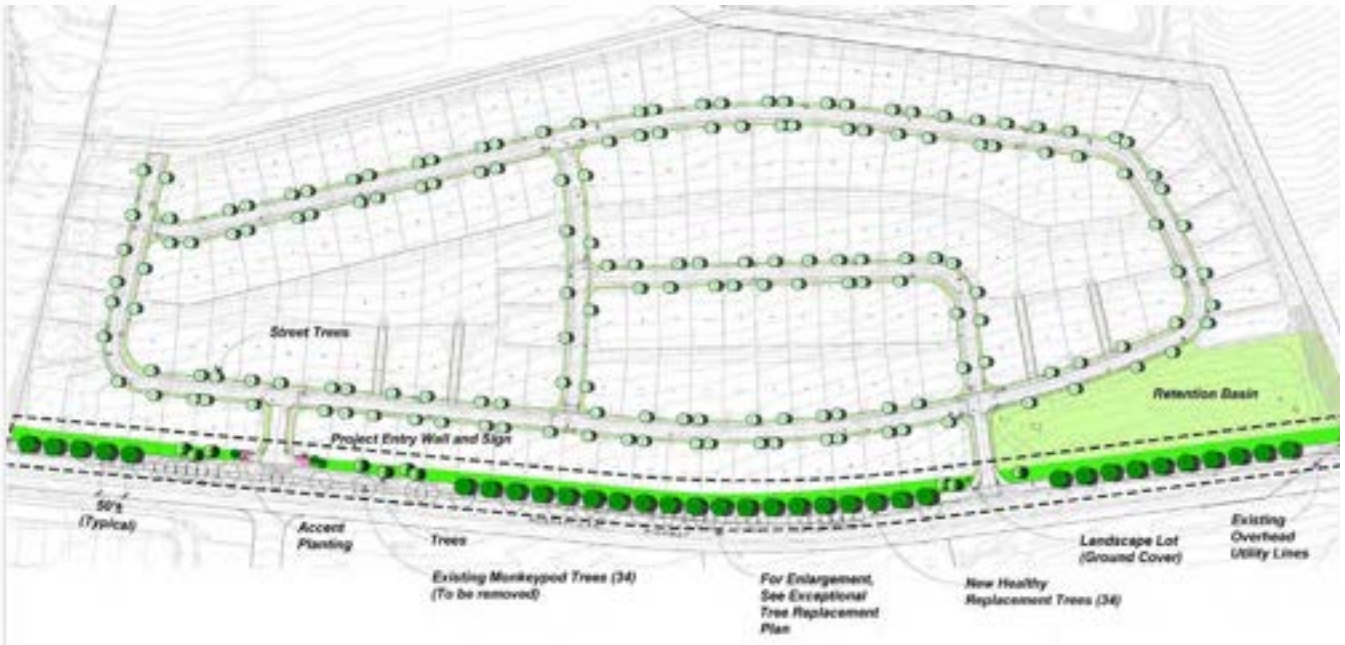 Street Trees
Retention Basin
Project Entry Wall and Sign
50'±
(Typical)
Accent
Planting
Trees
Existing Monkeypod Trees (34)
(To be removed)
For Enlargement,
See Exceptional
Tree Replacement
Plan
New Healthy
Replacement Trees (34)
Landscape Lot
(Ground Cover)
Existing
Overhead
Utility Lines